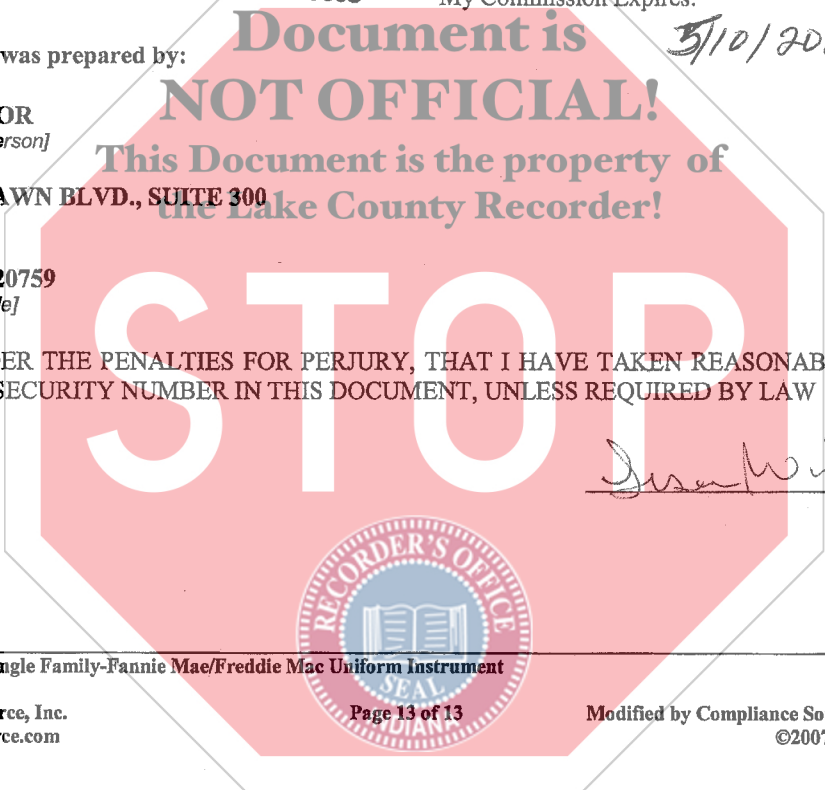 My Commission Expires:
Document is
5/10/20
was prepared by:
NOT OFFICIAL!
OR
erson]
This Document is the property of
AWN BLVD., SUITE 300
the Lake County Recorder!
20759
e]
STOP
ER THE PENALTIES FOR PERJURY, THAT I HAVE TAKEN REASONAB
SECURITY NUMBER IN THIS DOCUMENT, UNLESS REQUIRED BY LAW
RECORDER'S OFFICE
SEAL
INDIANA
ngle Family-Fannie Mae/Freddie Mac Uniform Instrument
rce, Inc.
Page 13 of 13
Modified by Compliance So
ce.com
©2007